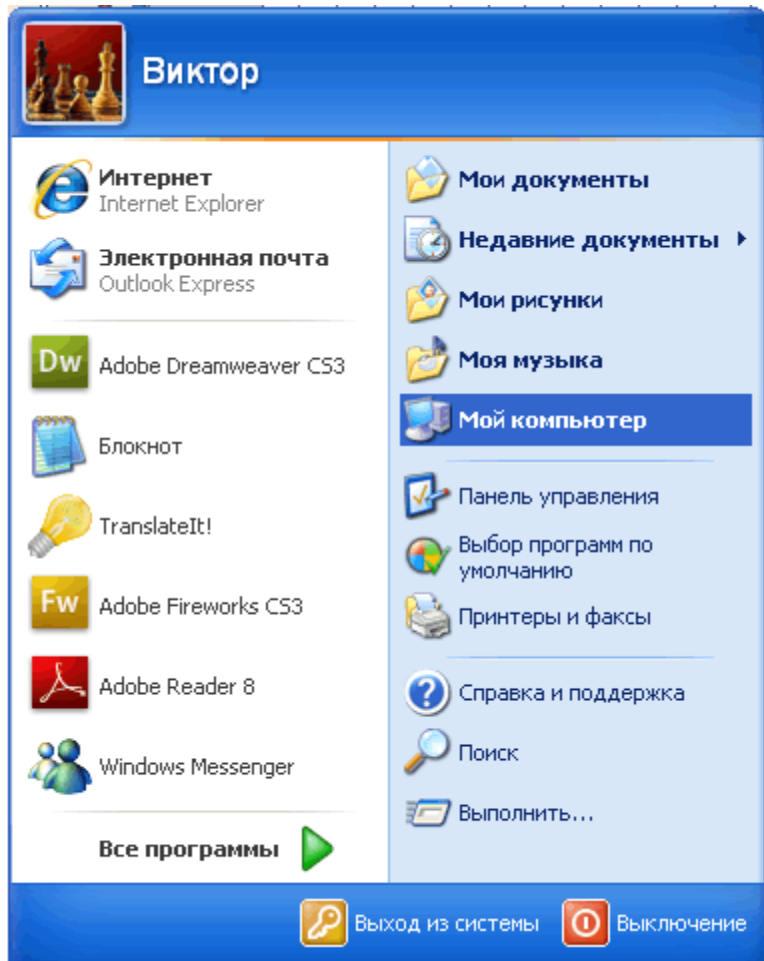 Виктор
Интернет
Internet Explorer
Электронная почта
Outlook Express
Dw
Adobe Dreamweaver CS3
Блокнот
TranslateIt!
Fw
Adobe Fireworks CS3
Adobe Reader 8
Windows Messenger
Все программы
Мои документы
Недавние документы
Мои рисунки
Моя музыка
Мой компьютер
Панель управления
Выбор программ по
умолчанию
Принтеры и факсы
Справка и поддержка
Поиск
Выполнить...
Выход из системы
Выключение